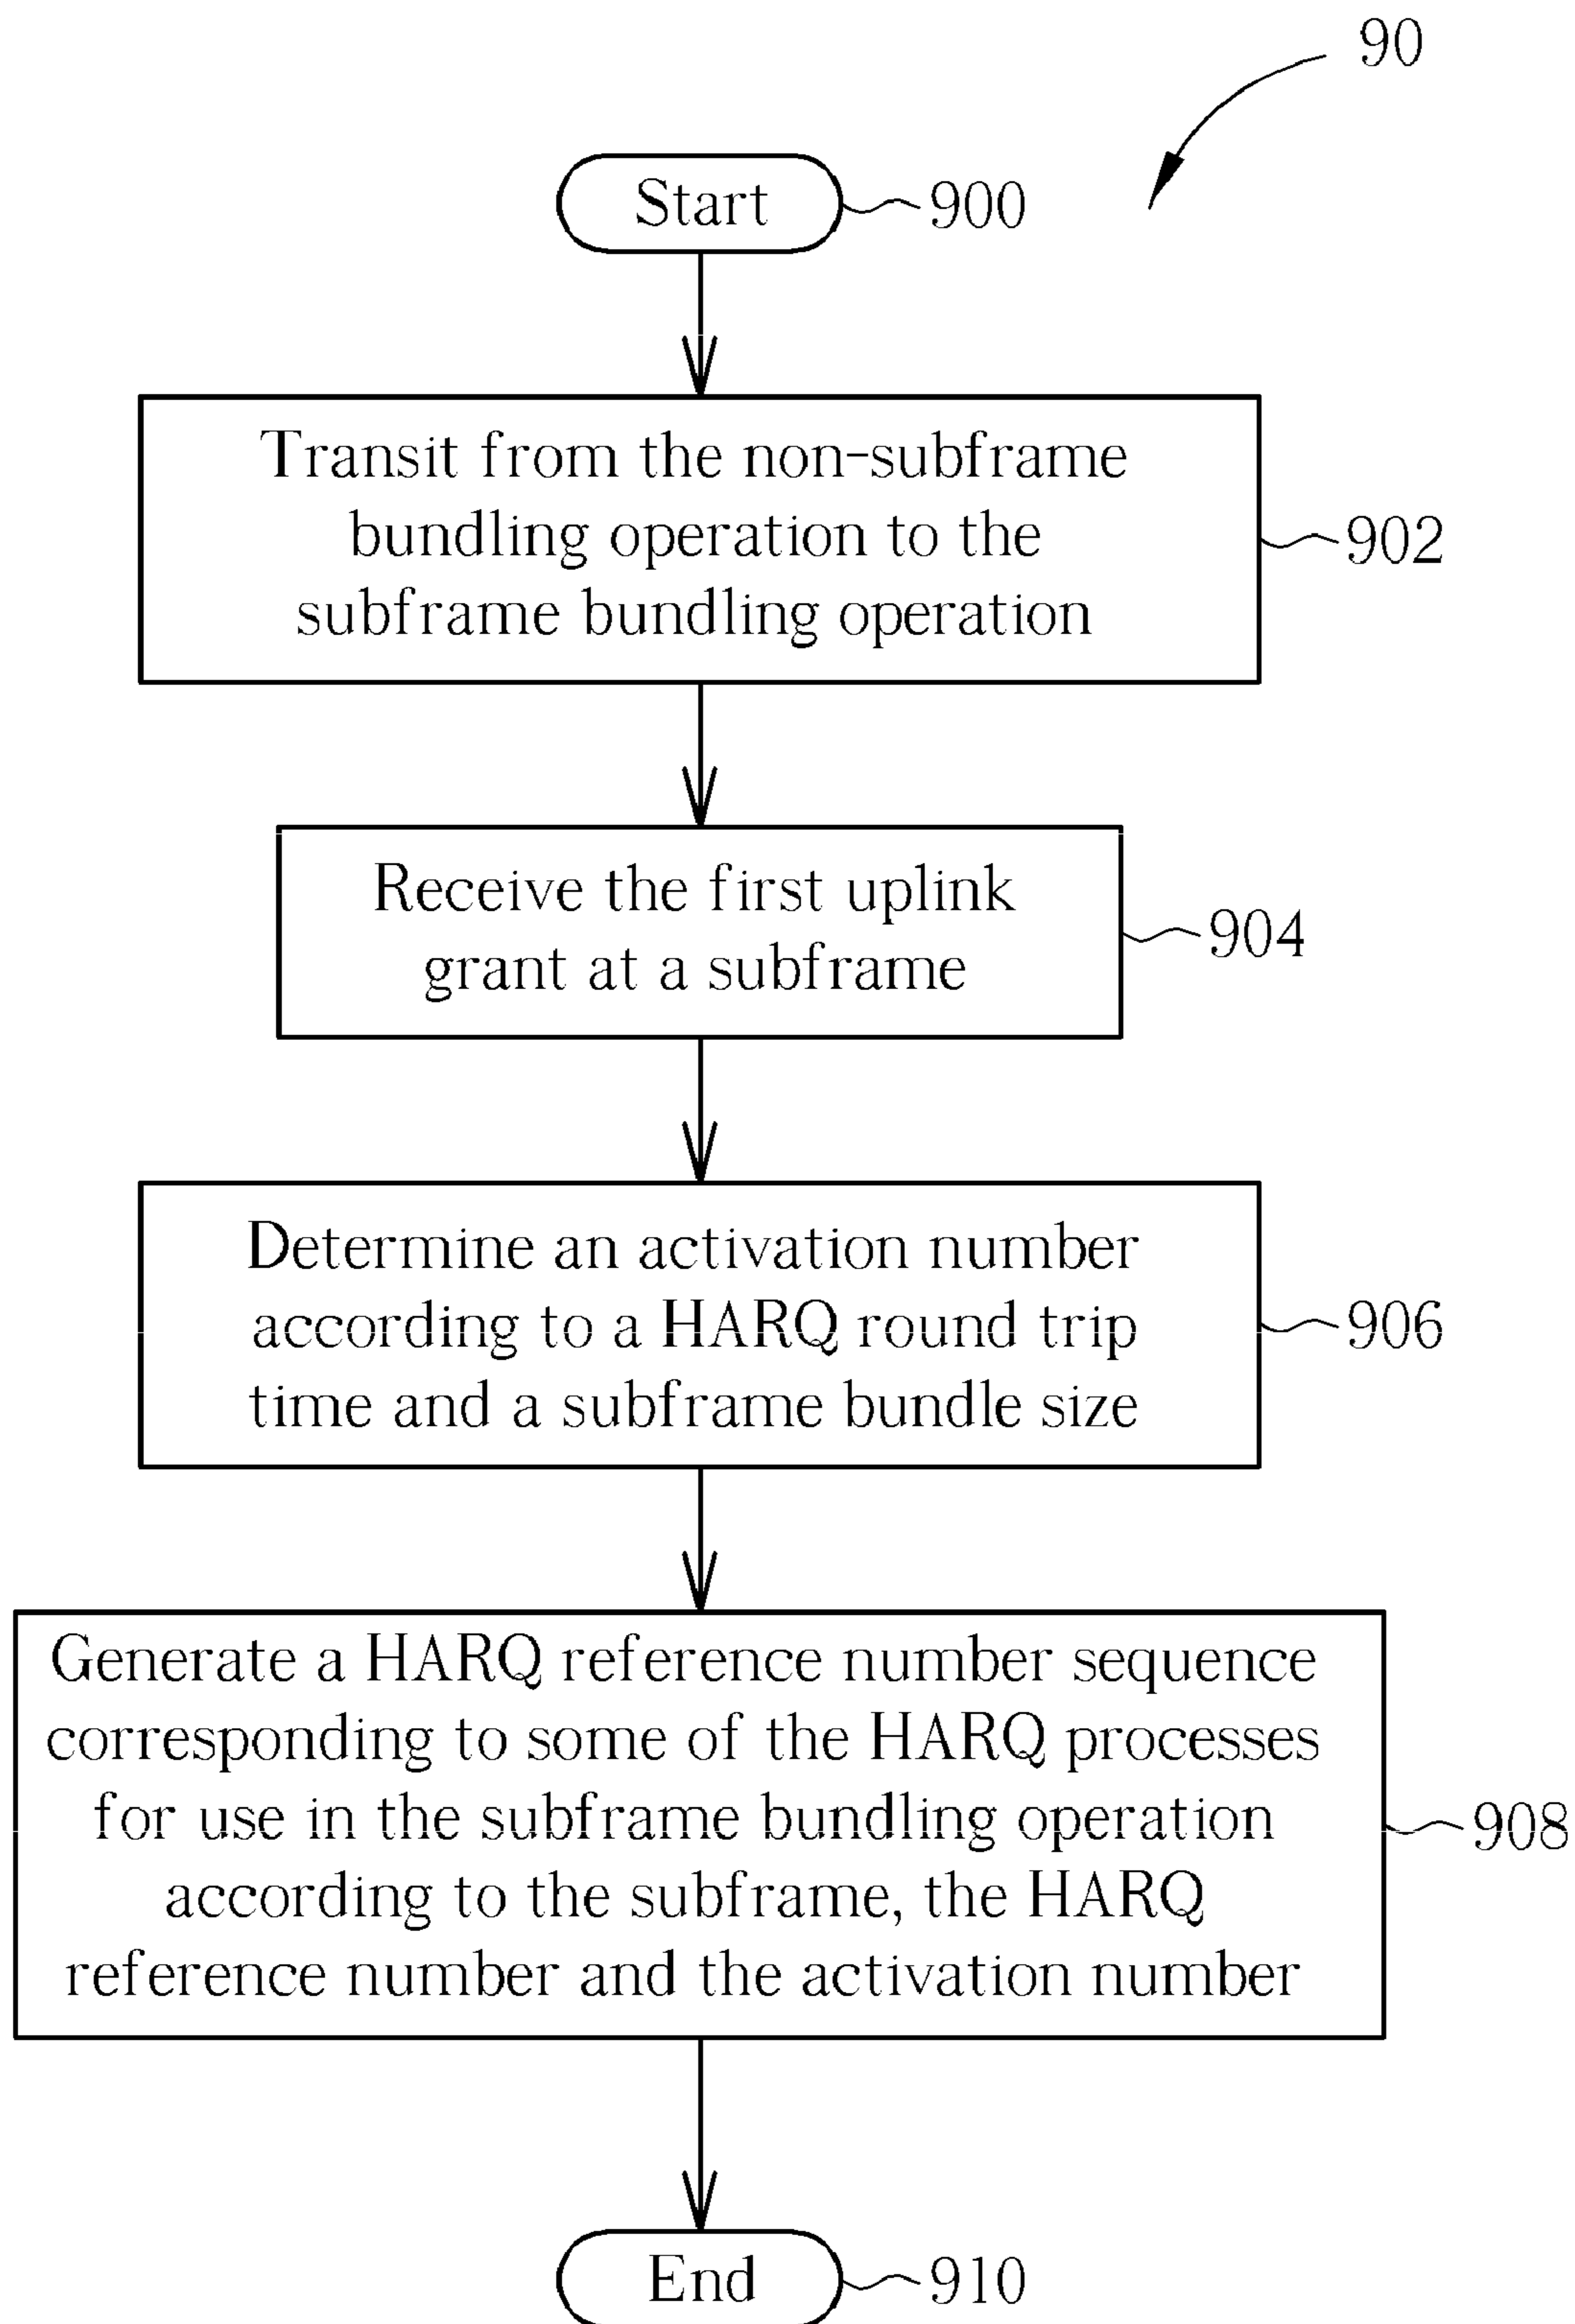 90
Start
900
Transit from the non-subframe
bundling operation to the
subframe bundling operation
902
Receive the first uplink
grant at a subframe
904
Determine an activation number
according to a HARQ round trip
time and a subframe bundle size
906
Generate a HARQ reference number sequence
corresponding to some of the HARQ processes
for use in the subframe bundling operation
according to the subframe, the HARQ
reference number and the activation number
908
End
910